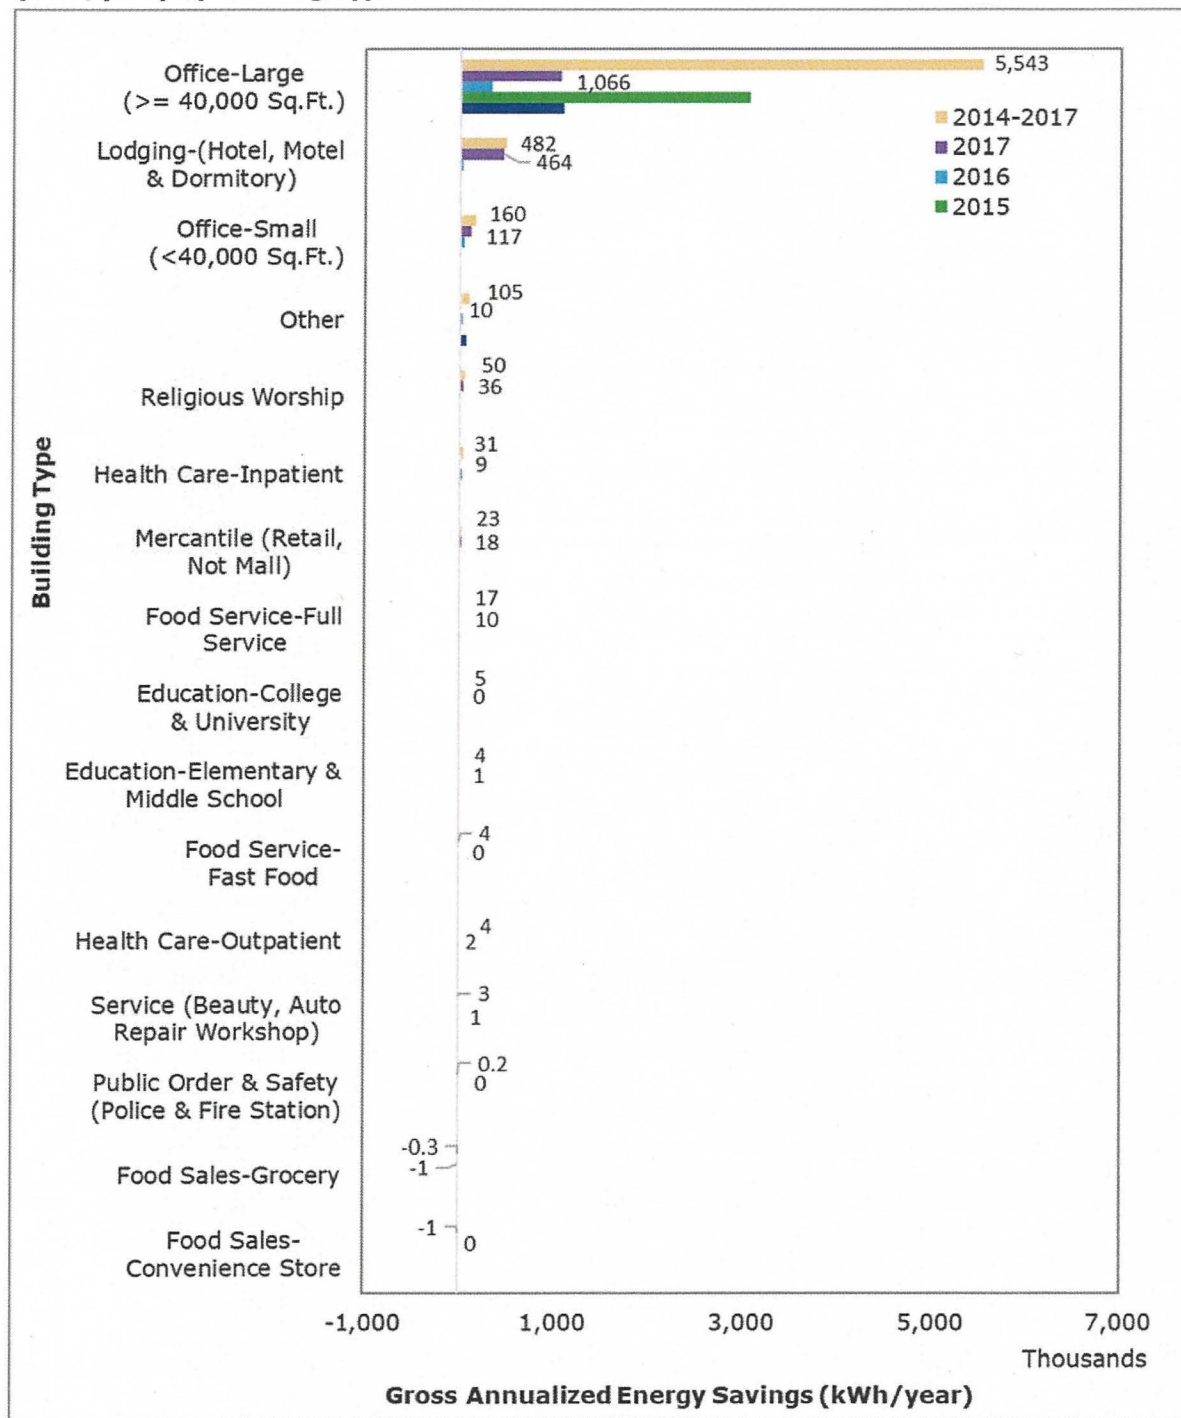 Office-Large
(>= 40,000 Sq.Ft.)
5,543
1,066
2014-2017
2017
2016
2015
Lodging-(Hotel, Motel
& Dormitory)
482
464
Office-Small
(<40,000 Sq.Ft.)
160
117
Other
105
10
Religious Worship
50
36
Health Care-Inpatient
31
9
Mercantile (Retail,
Not Mall)
23
18
Food Service-Full
Service
17
10
Education-College
& University
5
0
Education-Elementary &
Middle School
4
1
Food Service-
Fast Food
4
0
Health Care-Outpatient
4
2
Service (Beauty, Auto
Repair Workshop)
3
1
Public Order & Safety
(Police & Fire Station)
0.2
0
Food Sales-Grocery
-0.3
-1
Food Sales-
Convenience Store
-1
0
Building Type
-1,000
1,000
3,000
5,000
7,000
Thousands
Gross Annualized Energy Savings (kWh/year)